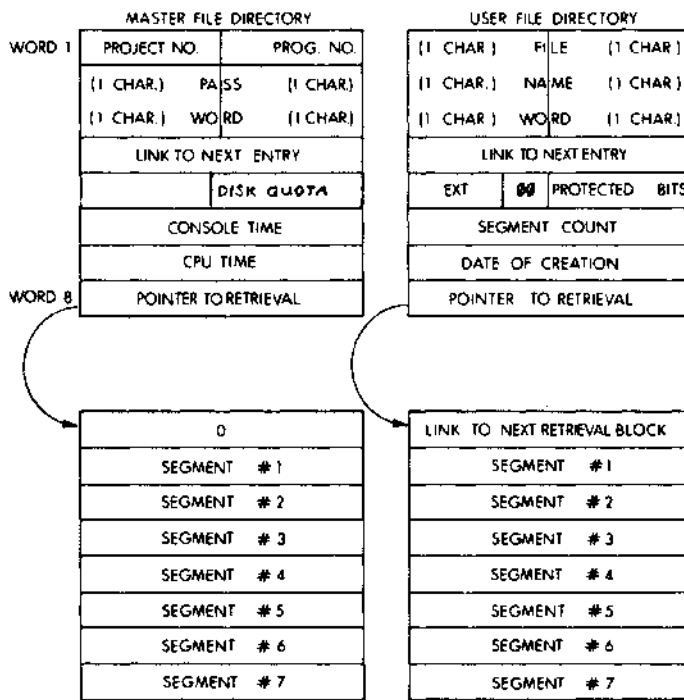 MASTER FILE DIRECTORY
WORD 1
PROJECT NO. PROG. NO.
(1 CHAR.) PASS (1 CHAR.)
(1 CHAR.) WORD (1 CHAR.)
LINK TO NEXT ENTRY
DISK QUOTA
CONSOLE TIME
CPU TIME
WORD 8
POINTER TO RETRIEVAL
0
SEGMENT # 1
SEGMENT # 2
SEGMENT # 3
SEGMENT # 4
SEGMENT # 5
SEGMENT # 6
SEGMENT # 7
USER FILE DIRECTORY
(1 CHAR) FILE (1 CHAR)
(1 CHAR) NAME (1 CHAR)
(1 CHAR) WORD (1 CHAR)
LINK TO NEXT ENTRY
EXT 00 PROTECTED BITS
SEGMENT COUNT
DATE OF CREATION
POINTER TO RETRIEVAL
LINK TO NEXT RETRIEVAL BLOCK
SEGMENT # 1
SEGMENT # 2
SEGMENT # 3
SEGMENT # 4
SEGMENT # 5
SEGMENT # 6
SEGMENT # 7